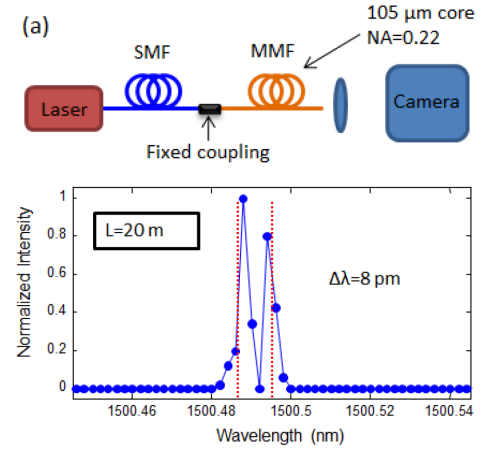 (a)
105 μm core
NA=0.22
SMF
MMF
Laser
Camera
Fixed coupling
L=20 m
Δλ=8 pm
Normalized Intensity
1
0.8
0.6
0.4
0.2
0
1500.46
1500.48
1500.5
1500.52
1500.54
Wavelength (nm)